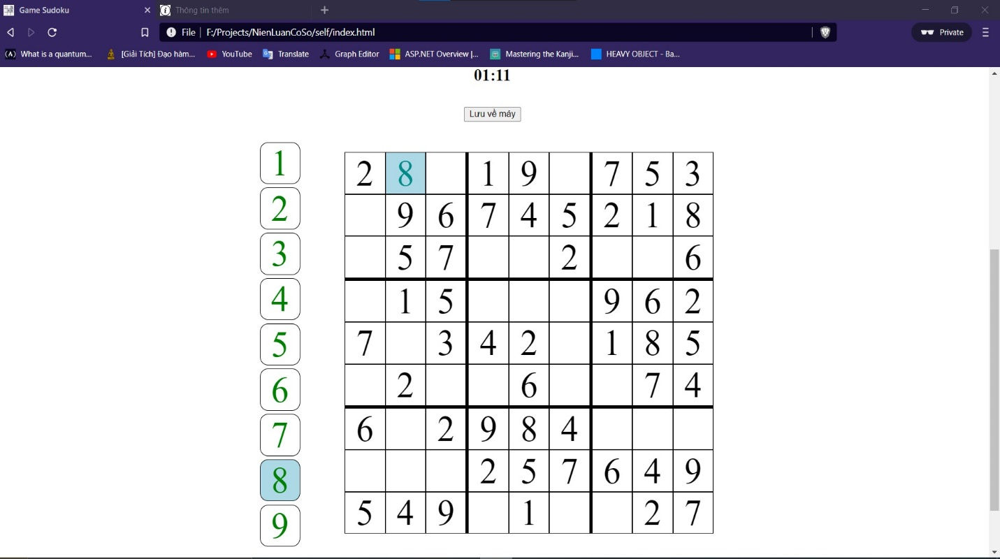 Game Sudoku
Thông tin thêm
File F:/Projects/NienLuanCoSo/self/index.html Private
What is a quantum... [Giải Tích] Đạo hàm... YouTube Translate Graph Editor ASP.NET Overview |... Mastering the Kanji... HEAVY OBJECT - Ba...
01:11
Lưu về máy
1
2
3
4
5
6
7
8
9
2 8 1 9 7 5 3
9 6 7 4 5 2 1 8
5 7 2 6
1 5 9 6 2
7 3 4 2 1 8 5
2 6 7 4
6 2 9 8 4
2 5 7 6 4 9
5 4 9 1 2 7